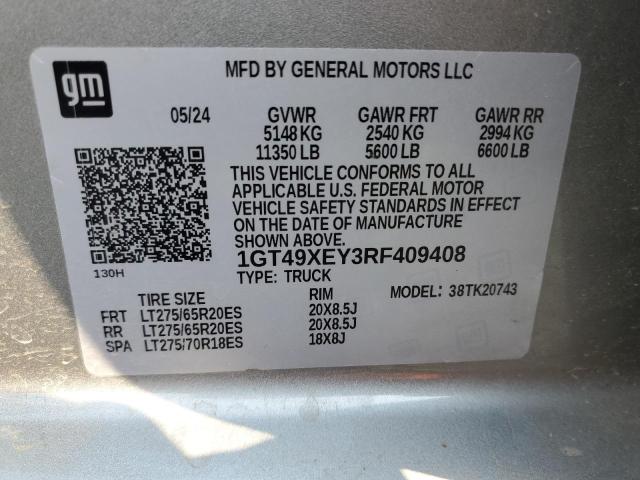 gm
MFD BY GENERAL MOTORS LLC
05/24 GVWR GAWR FRT GAWR RR
5148 KG 2540 KG 2994 KG
11350 LB 5600 LB 6600 LB
THIS VEHICLE CONFORMS TO ALL
APPLICABLE U.S. FEDERAL MOTOR
VEHICLE SAFETY STANDARDS IN EFFECT
ON THE DATE OF MANUFACTURE
SHOWN ABOVE.
130H
1GT49XEY3RF409408
TYPE: TRUCK
MODEL: 38TK20743
TIRE SIZE RIM
FRT LT275/65R20ES 20X8.5J
RR LT275/65R20ES 20X8.5J
SPA LT275/70R18ES 18X8J